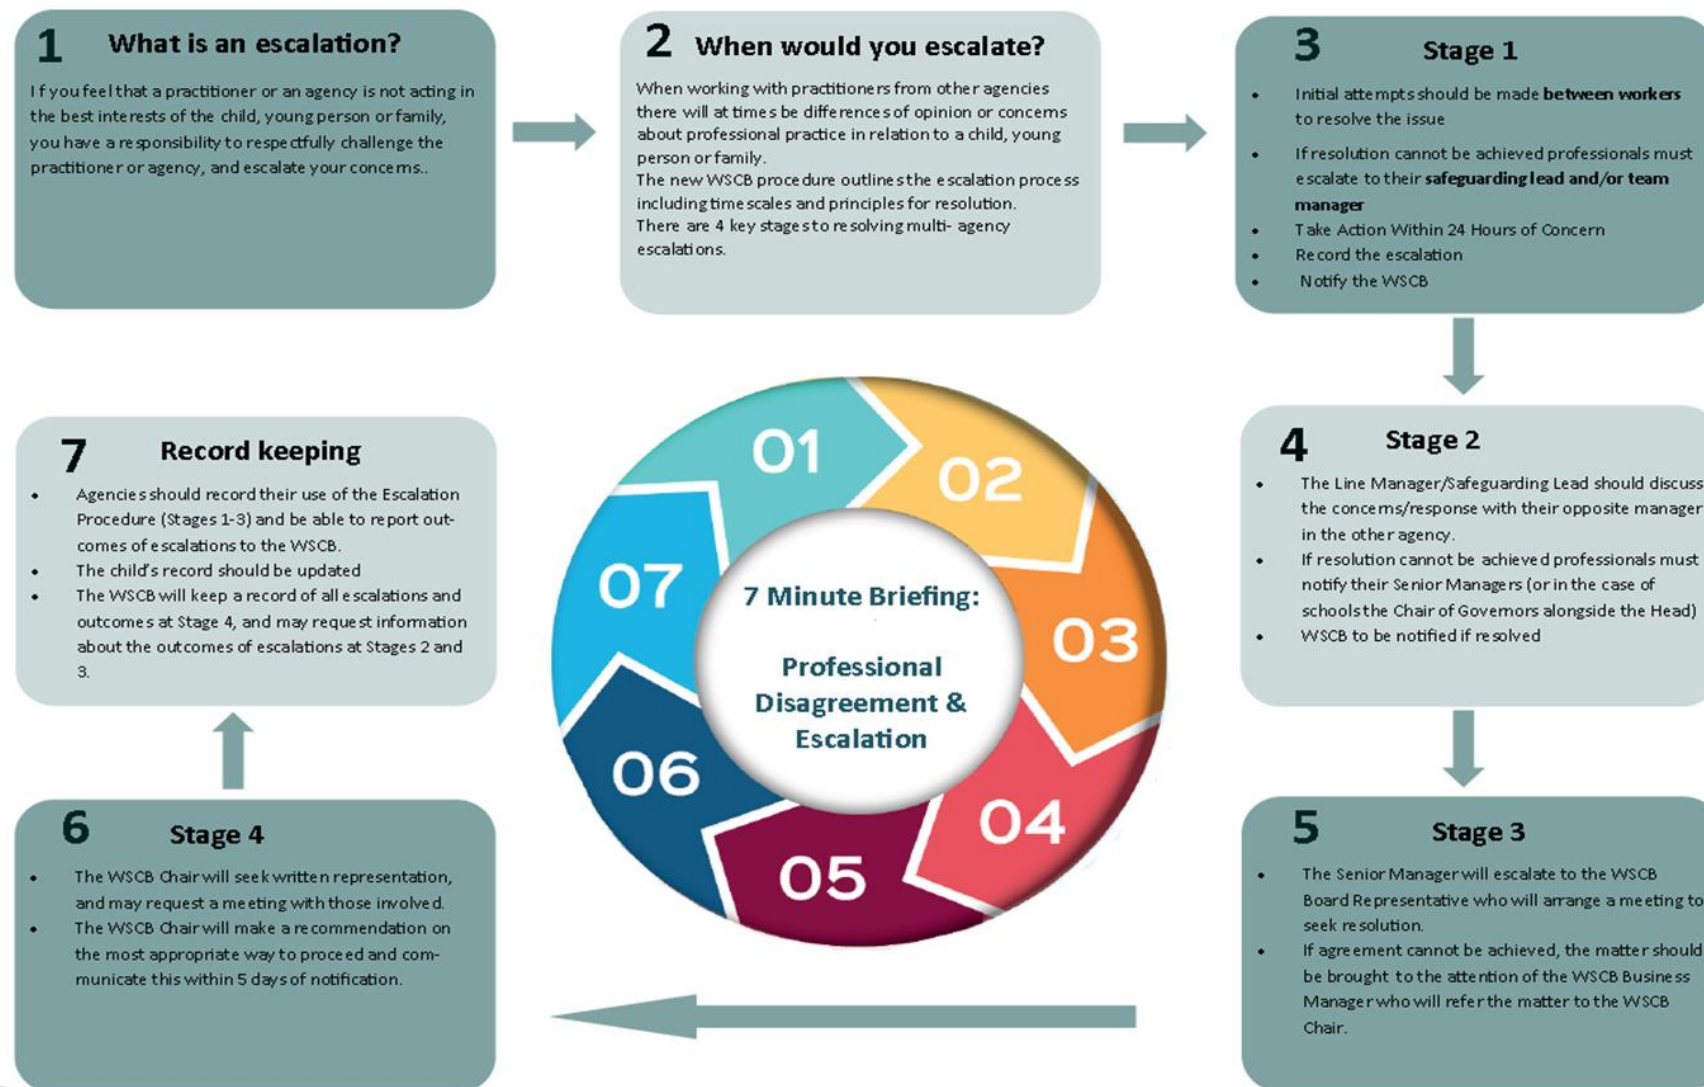 1 What is an escalation?
If you feel that a practitioner or an agency is not acting in
the best interests of the child, young person or family,
you have a responsibility to respectfully challenge the
practitioner or agency, and escalate your concerns..
2 When would you escalate?
When working with practitioners from other agencies
there will at times be differences of opinion or concerns
about professional practice in relation to a child, young
person or family.
The new WSCB procedure outlines the escalation process
including timescales and principles for resolution.
There are 4 key stages to resolving multi- agency
escalations.
3 Stage 1
• Initial attempts should be made between workers
to resolve the issue
• If resolution cannot be achieved professionals must
escalate to their safeguarding lead and/or team
manager
• Take Action Within 24 Hours of Concern
• Record the escalation
• Notify the WSCB
4 Stage 2
• The Line Manager/Safeguarding Lead should discuss
the concerns/response with their opposite manager
in the other agency.
• If resolution cannot be achieved professionals must
notify their Senior Managers (or in the case of
schools the Chair of Governors alongside the Head)
• WSCB to be notified if resolved
5 Stage 3
• The Senior Manager will escalate to the WSCB
Board Representative who will arrange a meeting to
seek resolution.
• If agreement cannot be achieved, the matter should
be brought to the attention of the WSCB Business
Manager who will refer the matter to the WSCB
Chair.
6 Stage 4
• The WSCB Chair will seek written representation,
and may request a meeting with those involved.
• The WSCB Chair will make a recommendation on
the most appropriate way to proceed and com-
municate this within 5 days of notification.
7 Record keeping
• Agencies should record their use of the Escalation
Procedure (Stages 1-3) and be able to report out-
comes of escalations to the WSCB.
• The child's record should be updated
• The WSCB will keep a record of all escalations and
outcomes at Stage 4, and may request information
about the outcomes of escalations at Stages 2 and
3.
01
02
03
04
05
06
07
7 Minute Briefing:
Professional
Disagreement &
Escalation